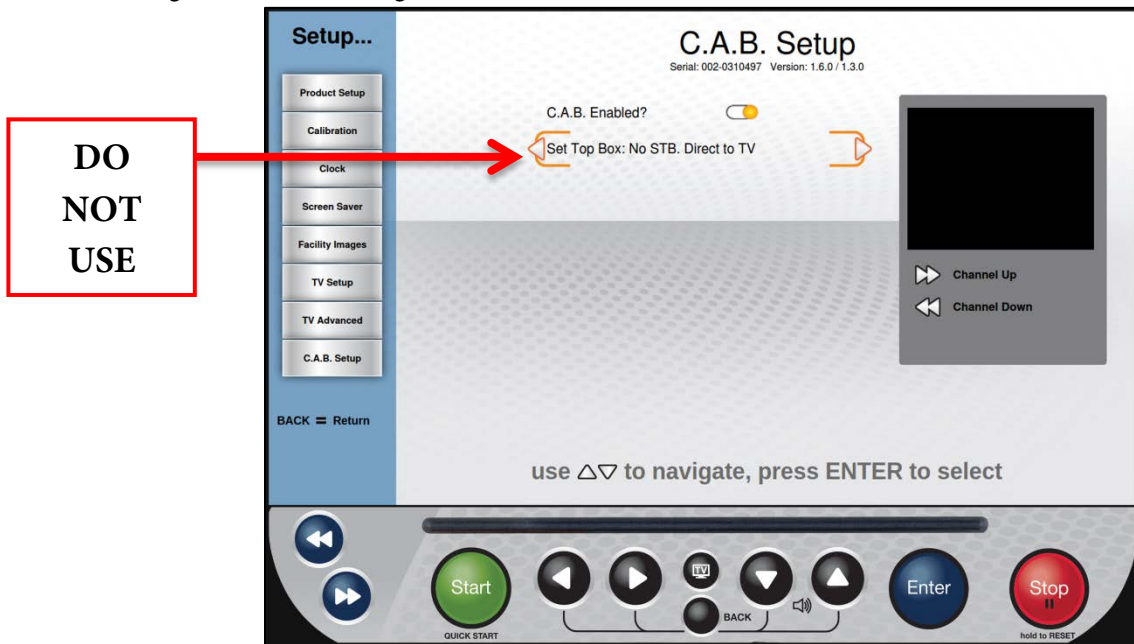 Setup...
Product Setup
Calibration
Clock
Screen Saver
Facility Images
TV Setup
TV Advanced
C.A.B. Setup
BACK = Return
DO
NOT
USE
C.A.B. Setup
Serial: 002-0310497 Version: 1.6.0 / 1.3.0
C.A.B. Enabled?
Set Top Box: No STB. Direct to TV
Channel Up
Channel Down
use △▽ to navigate, press ENTER to select
Start
QUICK START
TV
BACK
Enter
Stop
hold to RESET